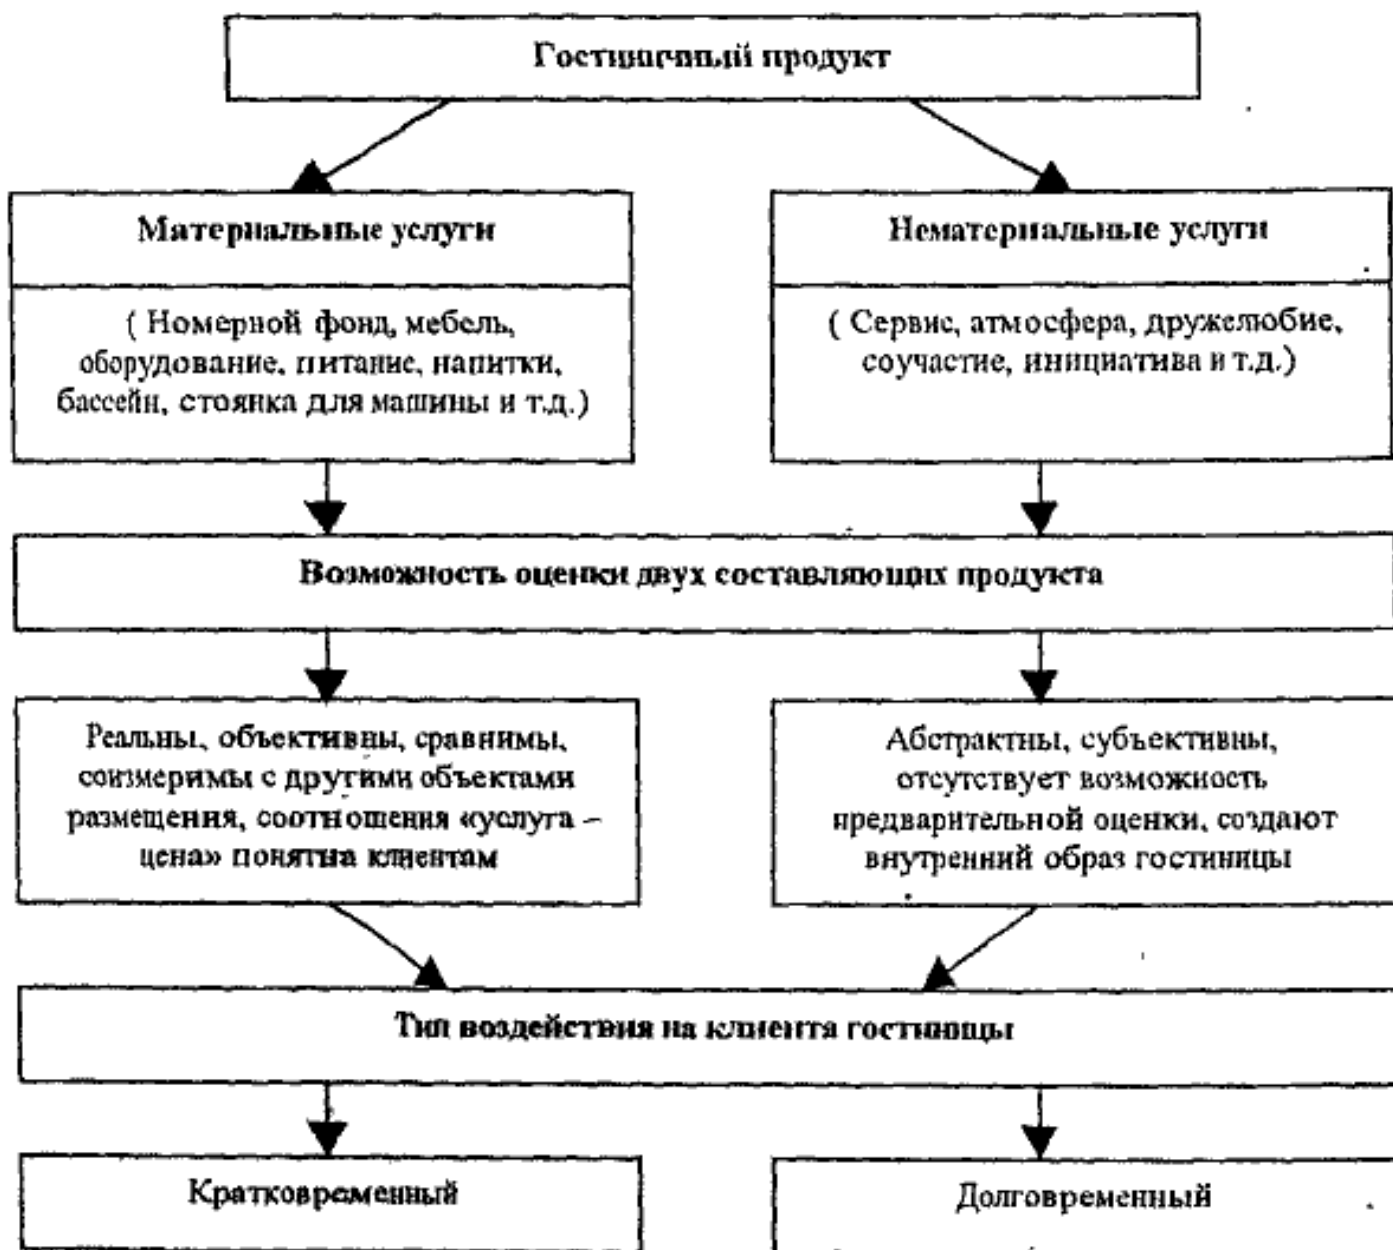 Гостиничный продукт
Материальные услуги
Нематериальные услуги
( Номерной фонд, мебель,
оборудование, питание, напитки,
бассейн, стоянка для машины и т.д.)
( Сервис, атмосфера, дружелюбие,
соучастие, инициатива и т.д.)
Возможность оценки двух составляющих продукта
Реальны, объективны, сравнимы,
соизмеримы с другими объектами
размещения, соотношения «услуга –
цена» понятна клиентам
Абстрактны, субъективны,
отсутствует возможность
предварительной оценки, создают
внутренний образ гостиницы
Тип воздействия на клиента гостиницы
Кратковременный
Долговременный